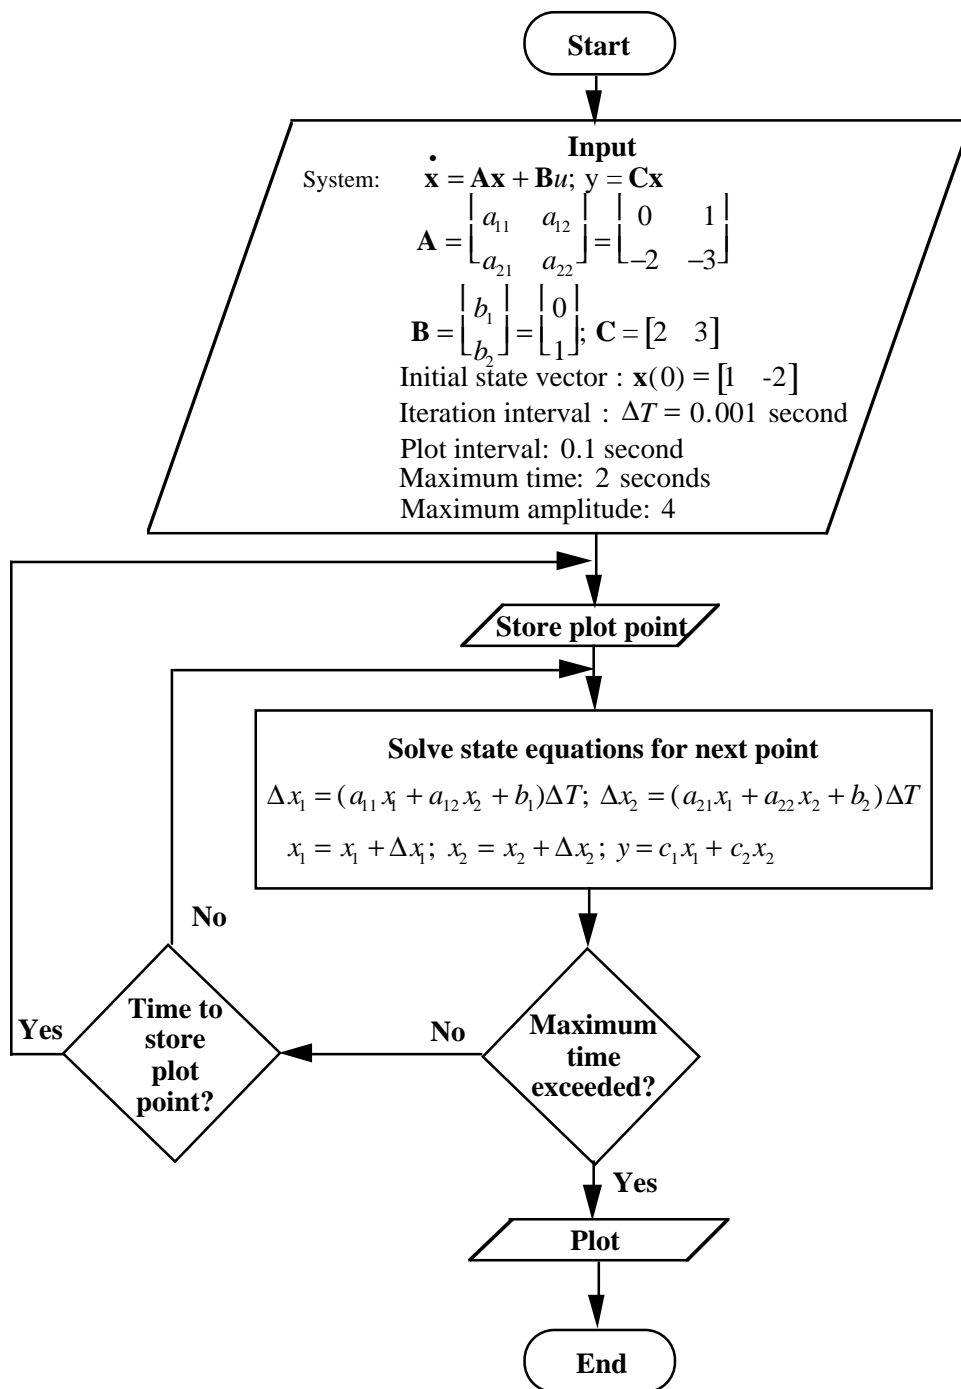 Start
Input
System: ẋ = Ax + Bu; y = Cx
A = [a₁₁ a₁₂; a₂₁ a₂₂] = [0 1; −2 −3]
B = [b₁; b₂] = [0; 1]; C = [2 3]
Initial state vector : x(0) = [1 -2]
Iteration interval : ΔT = 0.001 second
Plot interval: 0.1 second
Maximum time: 2 seconds
Maximum amplitude: 4
Store plot point
Solve state equations for next point
Δx₁ = (a₁₁x₁ + a₁₂x₂ + b₁)ΔT; Δx₂ = (a₂₁x₁ + a₂₂x₂ + b₂)ΔT
x₁ = x₁ + Δx₁; x₂ = x₂ + Δx₂; y = c₁x₁ + c₂x₂
No
Time to
store
plot
point?
Yes
No
Maximum
time
exceeded?
Yes
Plot
End